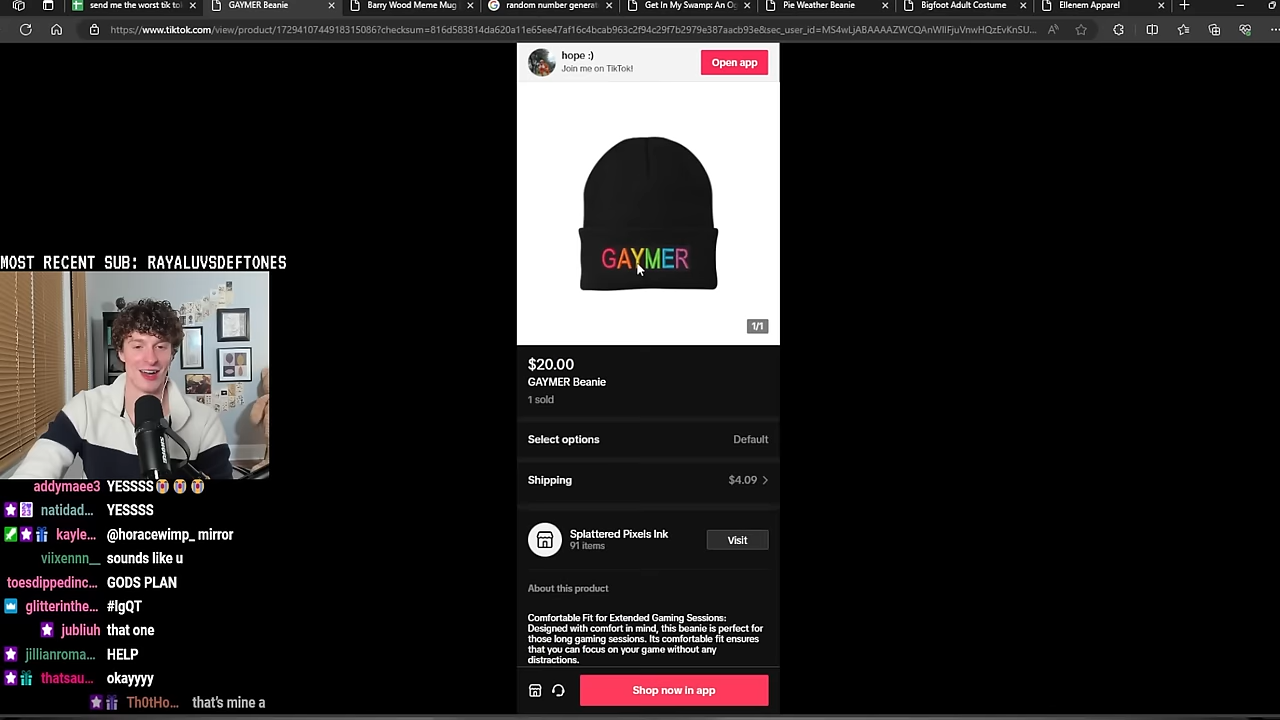 send me the worst tik to
GAYMER Beanie
Barry Wood Meme Mug
random number generat
Get In My Swamp: An O
Pie Weather Beanie
Bigfoot Adult Costume
Ellenem Apparel
hope :)
Join me on TikTok!
Open app
GAYMER
1/1
$20.00
GAYMER Beanie
1 sold
Select options
Default
Shipping
$4.09
Splattered Pixels Ink
91 items
Visit
About this product
Comfortable Fit for Extended Gaming Sessions:
Designed with comfort in mind, this beanie is perfect for
those long gaming sessions. Its comfortable fit ensures
that you can focus on your game without any
distractions.
Shop now in app
MOST RECENT SUB: RAYALUVSDEFTONES
addymaee3 YESSSS😭😭😭
natidad... YESSSS
kayle... @horacewimp_ mirror
viixennn__ sounds like u
toesdippedinc... GODS PLAN
glitterinthe... #IgQT
jubliuh that one
jillianroma... HELP
thatsau... okayyyy
Th0tHo... that's mine a